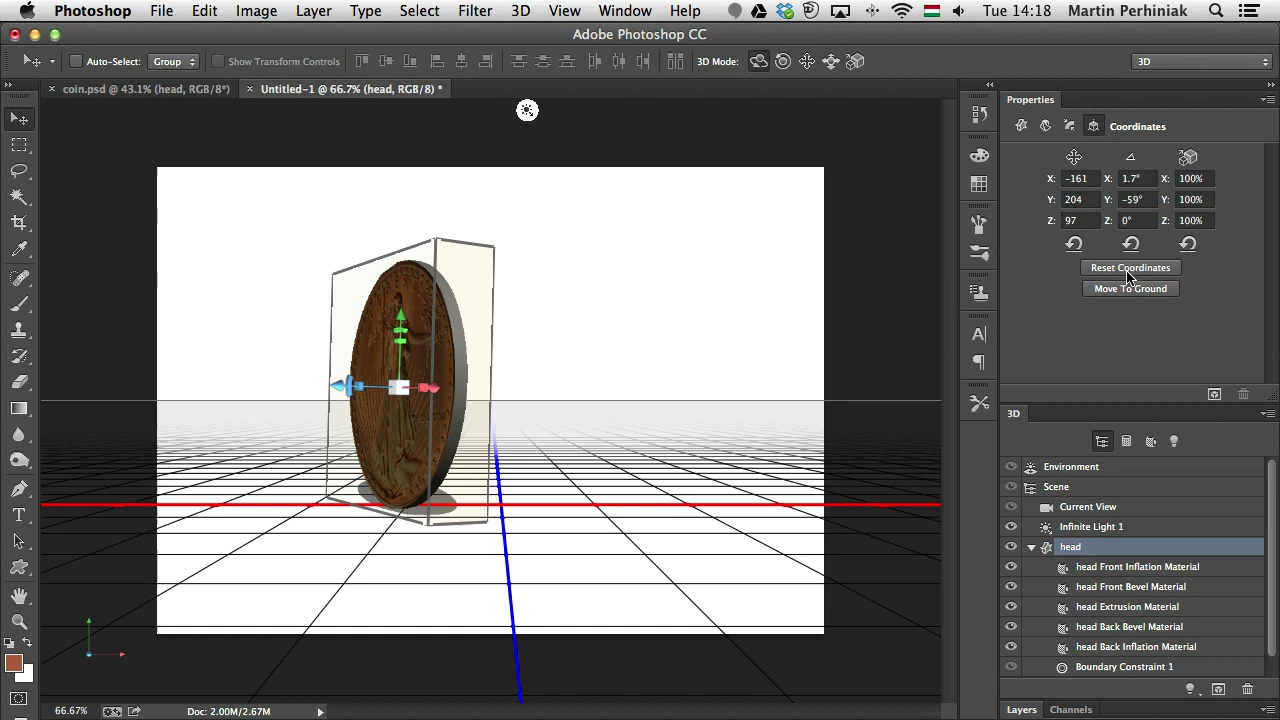 Photoshop File Edit Image Layer Type Select Filter 3D View Window Help Tue 14:18 Martin Perhiniak
Adobe Photoshop CC
Auto-Select: Group Show Transform Controls 3D Mode: 3D
coin.psd @ 43.1% (head, RGB/8*) Untitled-1 @ 66.7% (head, RGB/8) *
Properties
Coordinates
X: -161 X: 1.7° X: 100%
Y: 204 Y: -59° Y: 100%
Z: 97 Z: 0° Z: 100%
Reset Coordinates
Move To Ground
3D
Environment
Scene
Current View
Infinite Light 1
head
head Front Inflation Material
head Front Bevel Material
head Extrusion Material
head Back Bevel Material
head Back Inflation Material
Boundary Constraint 1
66.67% Doc: 2.00M/2.67M
Layers Channels